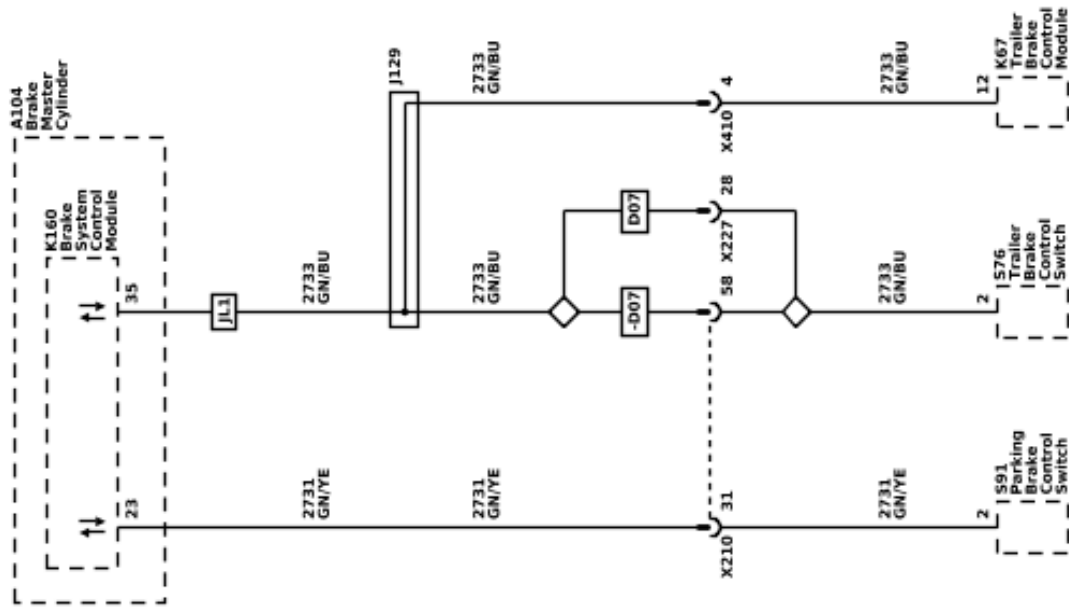 A104
Brake
Master
Cylinder
K160
Brake
System
Control
Module
23
35
JL1
2731
GN/YE
2733
GN/BU
J129
2731
GN/YE
2733
GN/BU
2733
GN/BU
-D07
D07
X210
31
58
X227
28
X410
4
2731
GN/YE
2733
GN/BU
2733
GN/BU
2
2
12
S91
Parking
Brake
Control
Switch
S76
Trailer
Brake
Control
Switch
K67
Trailer
Brake
Control
Module